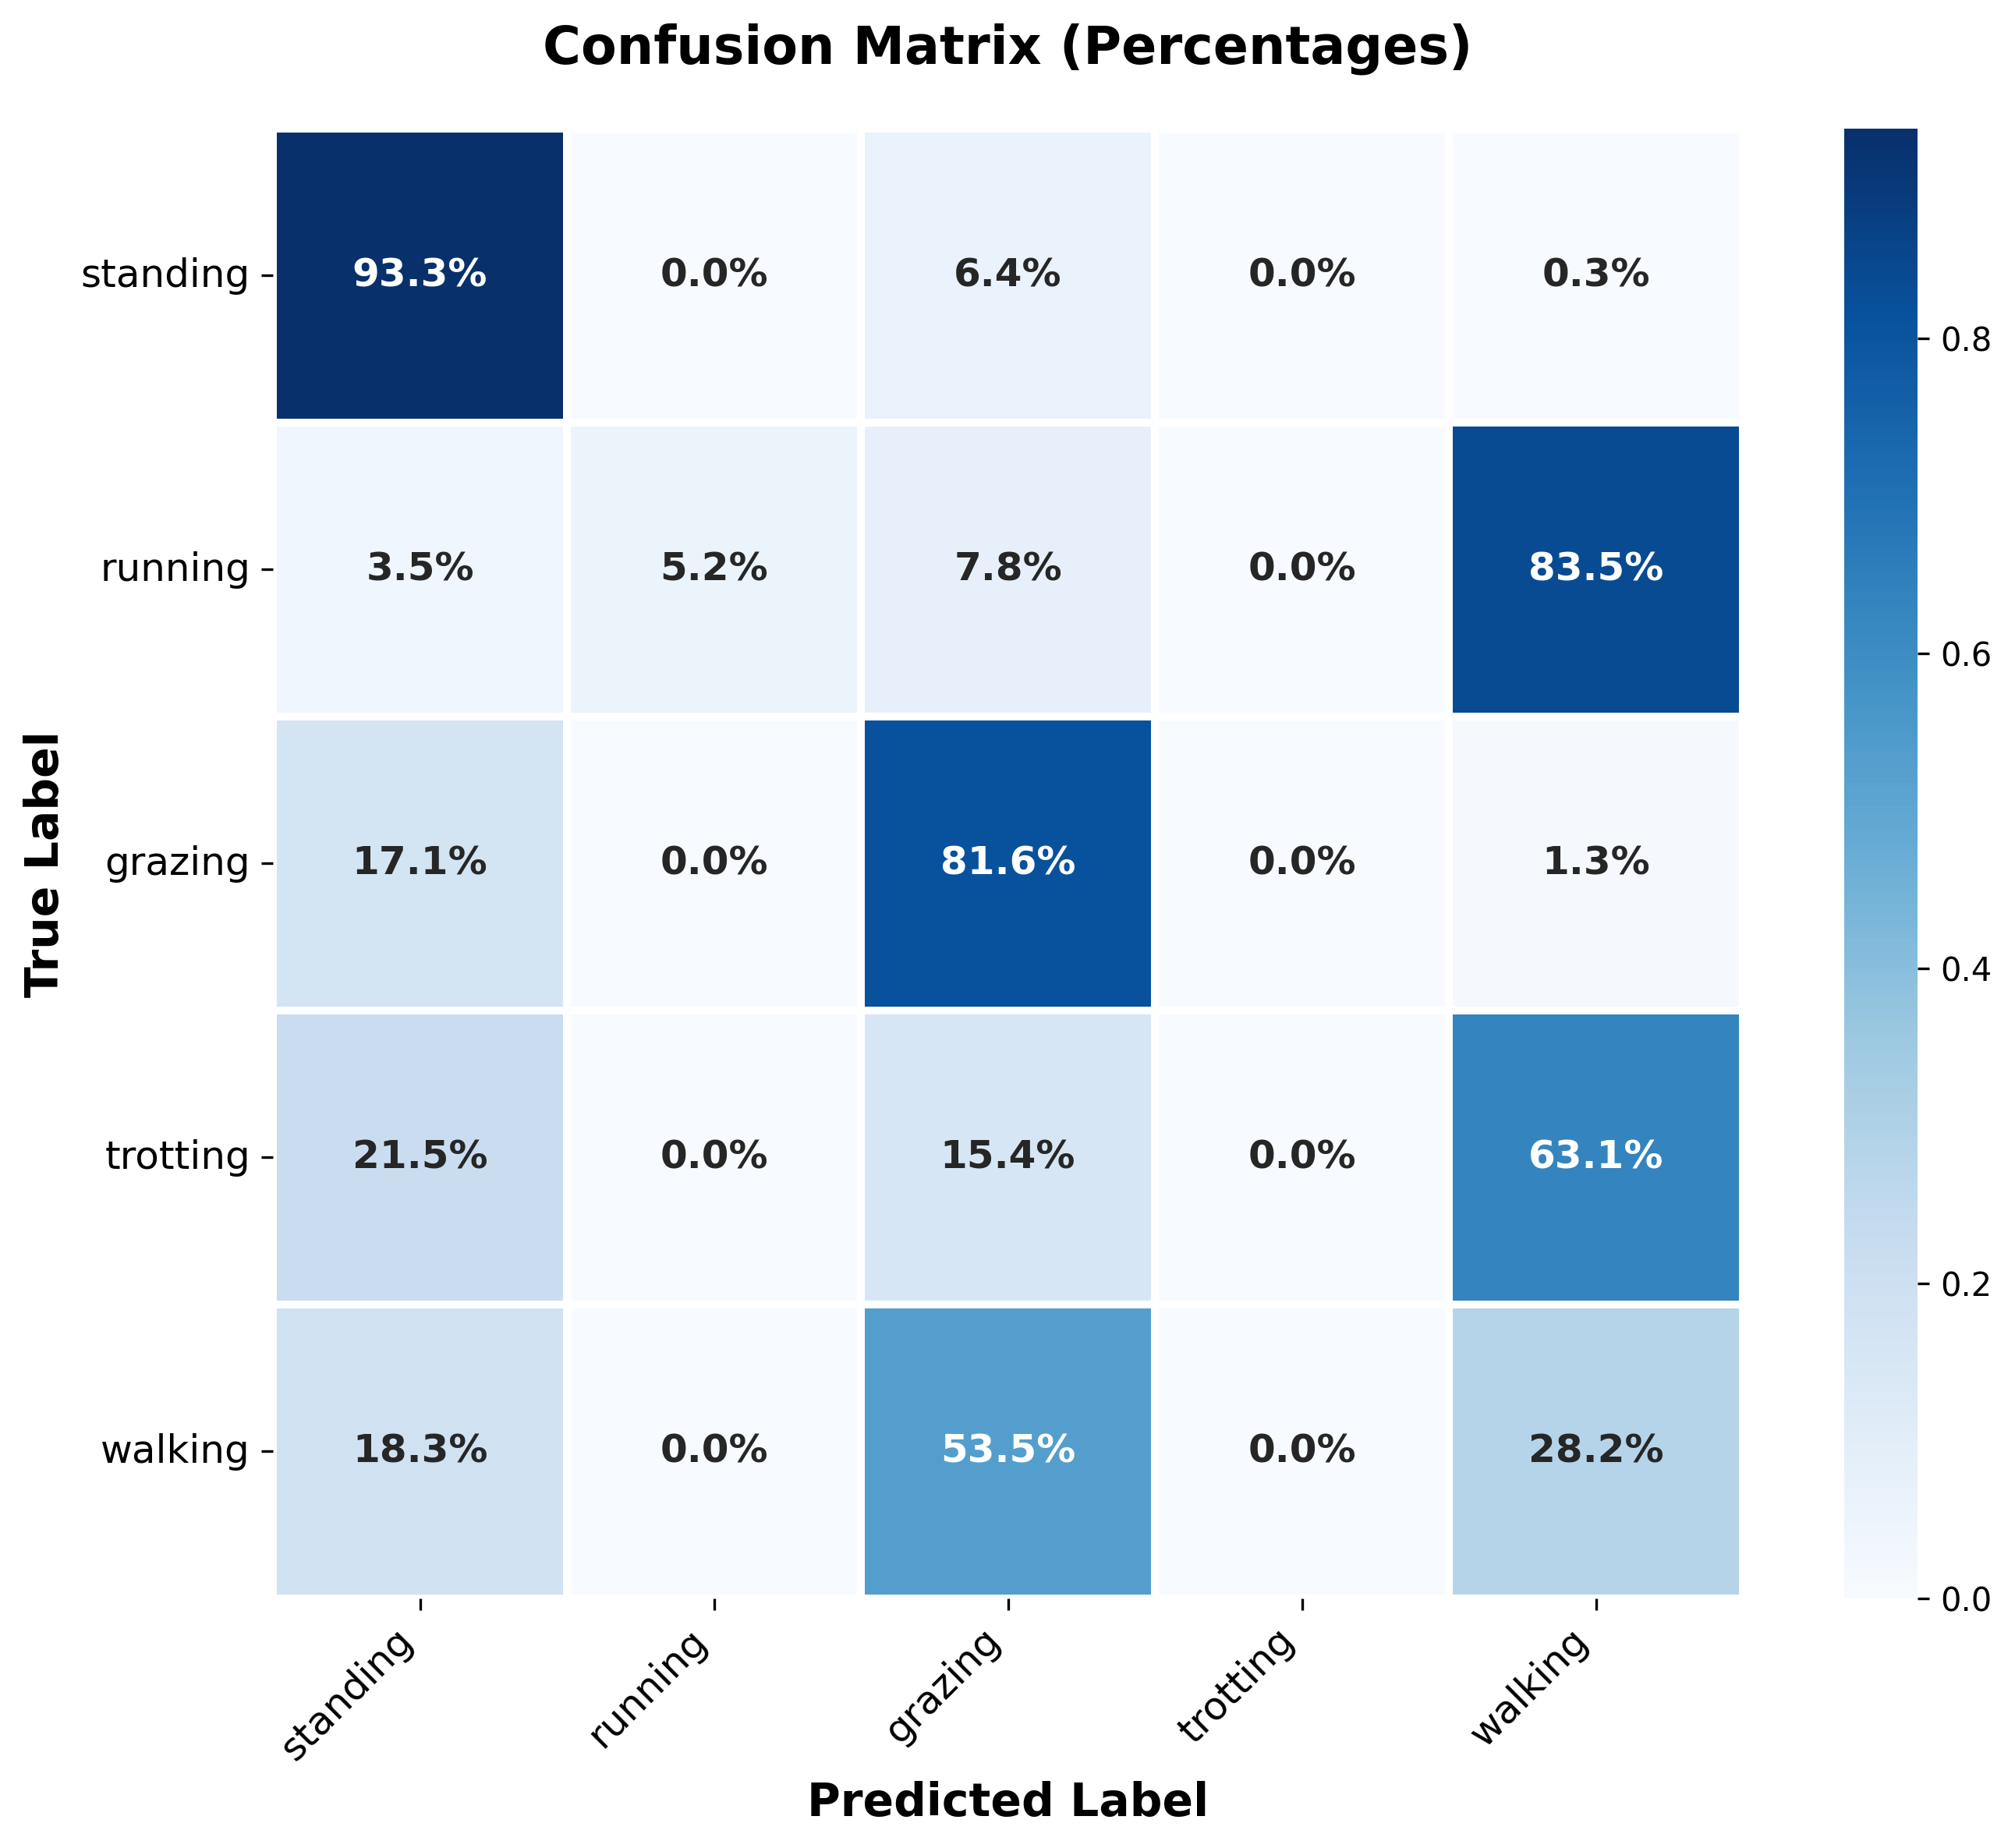 Confusion Matrix (Percentages)
standing 93.3% 0.0% 6.4% 0.0% 0.3%
running 3.5% 5.2% 7.8% 0.0% 83.5%
grazing 17.1% 0.0% 81.6% 0.0% 1.3%
trotting 21.5% 0.0% 15.4% 0.0% 63.1%
walking 18.3% 0.0% 53.5% 0.0% 28.2%
True Label
standing running grazing trotting walking
Predicted Label
0.8
0.6
0.4
0.2
0.0